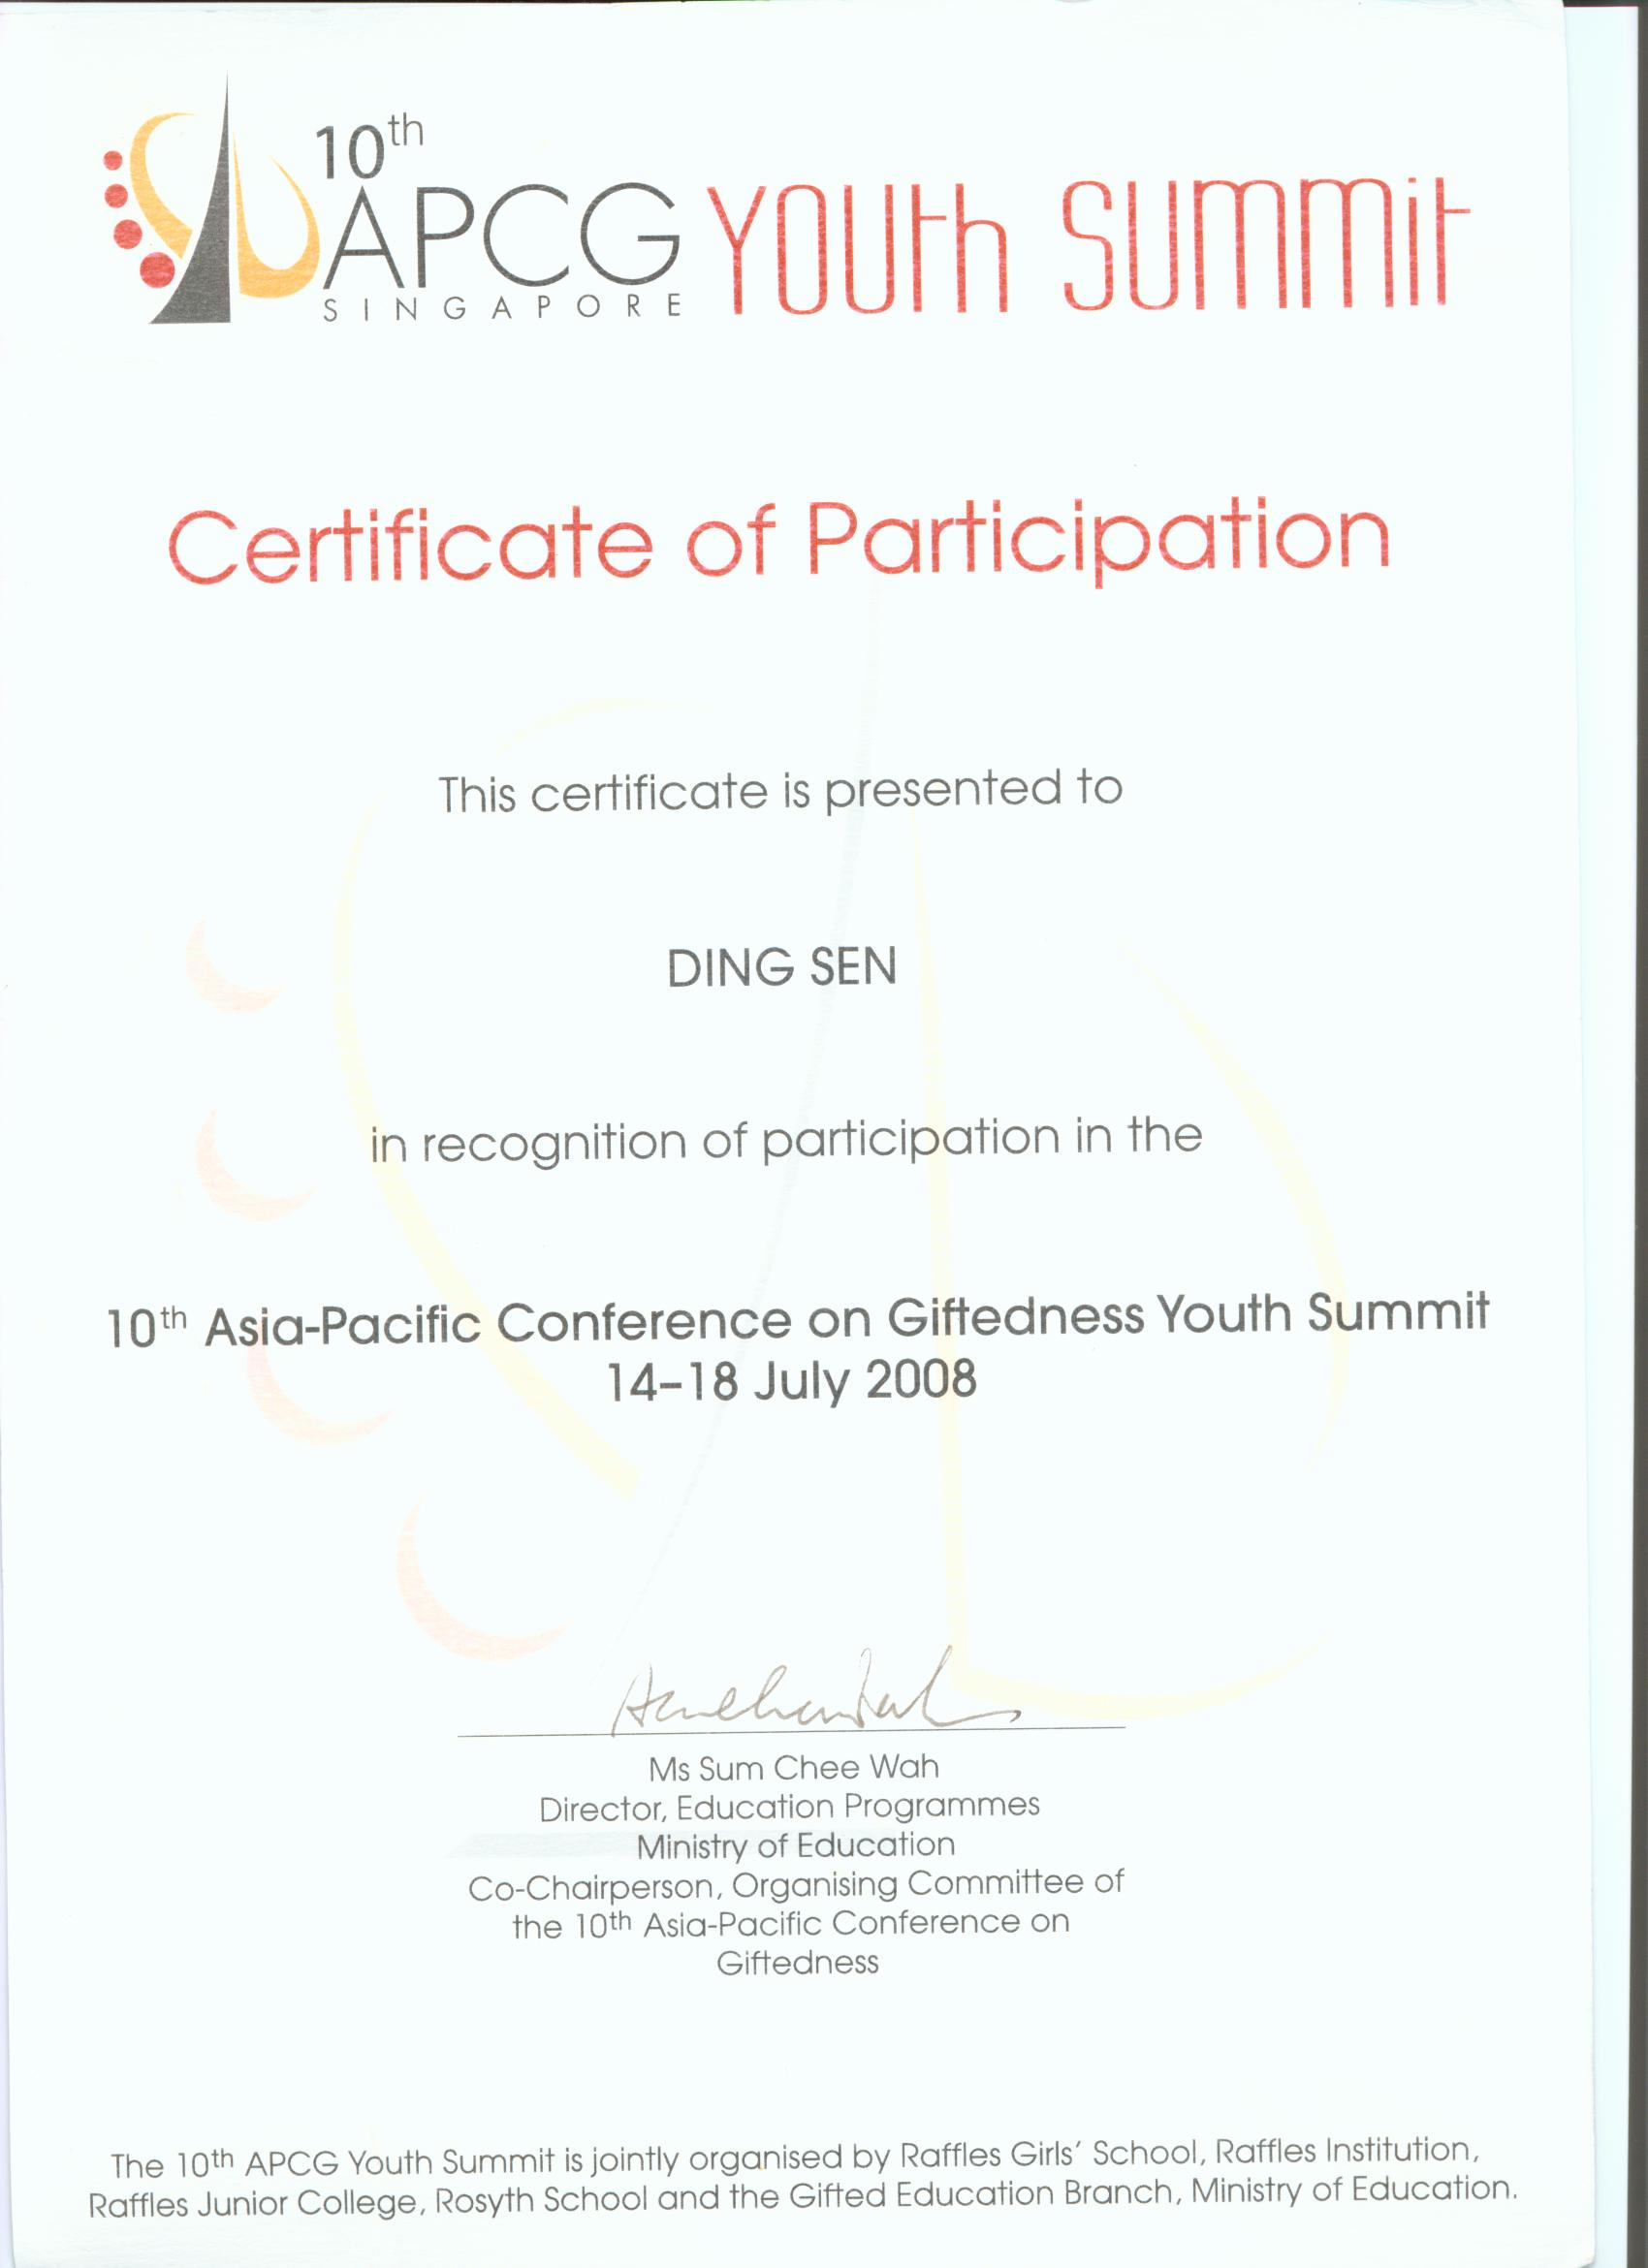 10th
APCG YOUth SUMMit
SINGAPORE
Certificate of Participation
This certificate is presented to
DING SEN
in recognition of participation in the
10th Asia-Pacific Conference on Giftedness Youth Summit
14–18 July 2008
Ms Sum Chee Wah
Director, Education Programmes
Ministry of Education
Co-Chairperson, Organising Committee of
the 10th Asia-Pacific Conference on
Giftedness
The 10th APCG Youth Summit is jointly organised by Raffles Girls' School, Raffles Institution,
Raffles Junior College, Rosyth School and the Gifted Education Branch, Ministry of Education.